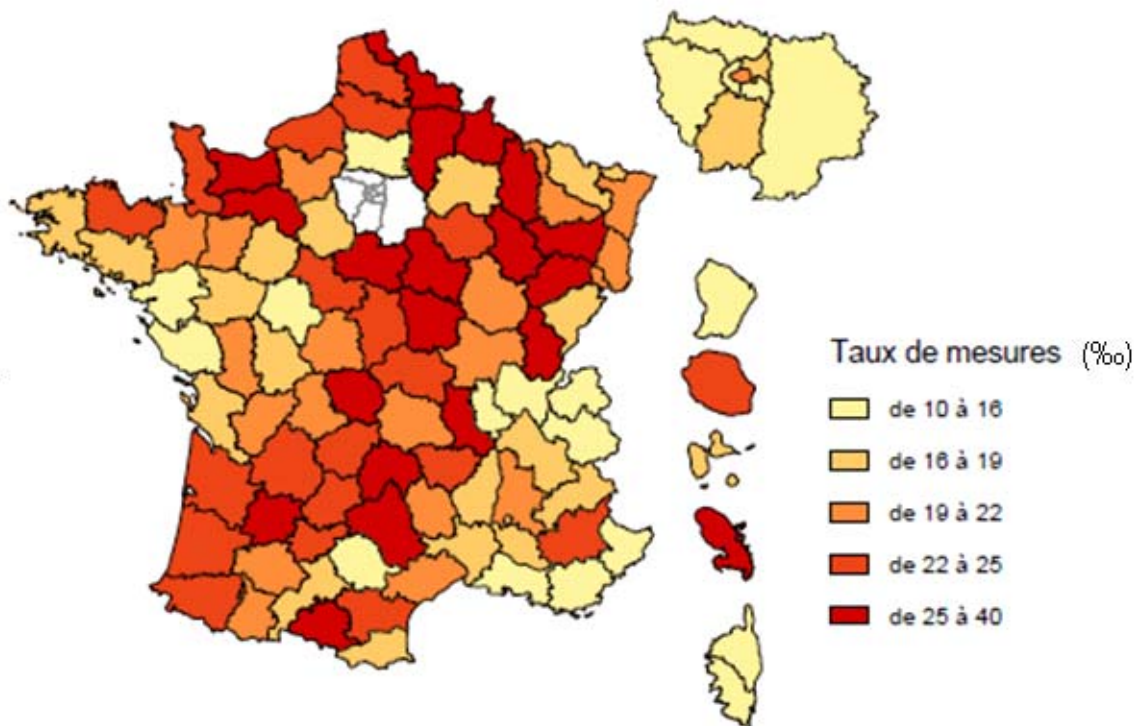 Taux de mesures (‰)
de 10 à 16
de 16 à 19
de 19 à 22
de 22 à 25
de 25 à 40